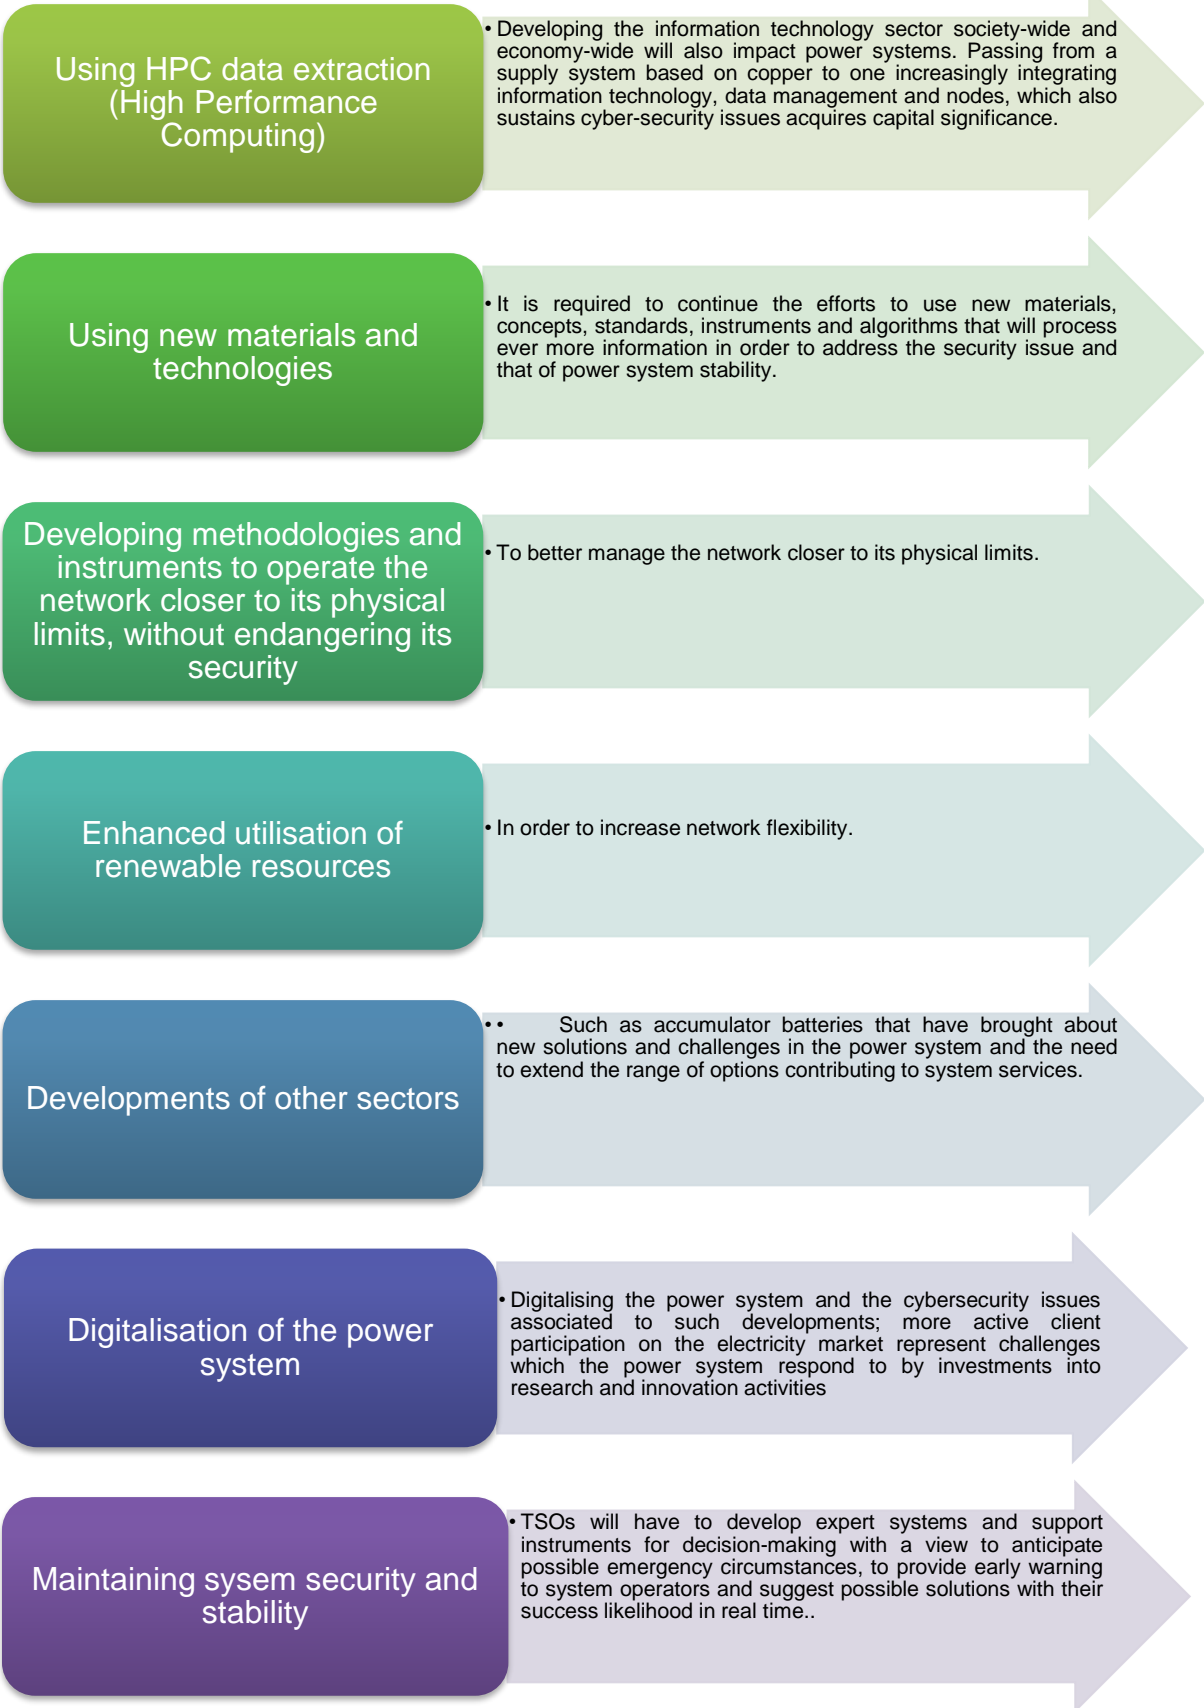 Using HPC data extraction
(High Performance
Computing)
• Developing the information technology sector society-wide and
economy-wide will also impact power systems. Passing from a
supply system based on copper to one increasingly integrating
information technology, data management and nodes, which also
sustains cyber-security issues acquires capital significance.
Using new materials and
technologies
• It is required to continue the efforts to use new materials,
concepts, standards, instruments and algorithms that will process
ever more information in order to address the security issue and
that of power system stability.
Developing methodologies and
instruments to operate the
network closer to its physical
limits, without endangering its
security
• To better manage the network closer to its physical limits.
Enhanced utilisation of
renewable resources
• In order to increase network flexibility.
Developments of other sectors
• • Such as accumulator batteries that have brought about
new solutions and challenges in the power system and the need
to extend the range of options contributing to system services.
Digitalisation of the power
system
• Digitalising the power system and the cybersecurity issues
associated to such developments; more active client
participation on the electricity market represent challenges
which the power system respond to by investments into
research and innovation activities
Maintaining sysem security and
stability
• TSOs will have to develop expert systems and support
instruments for decision-making with a view to anticipate
possible emergency circumstances, to provide early warning
to system operators and suggest possible solutions with their
success likelihood in real time..